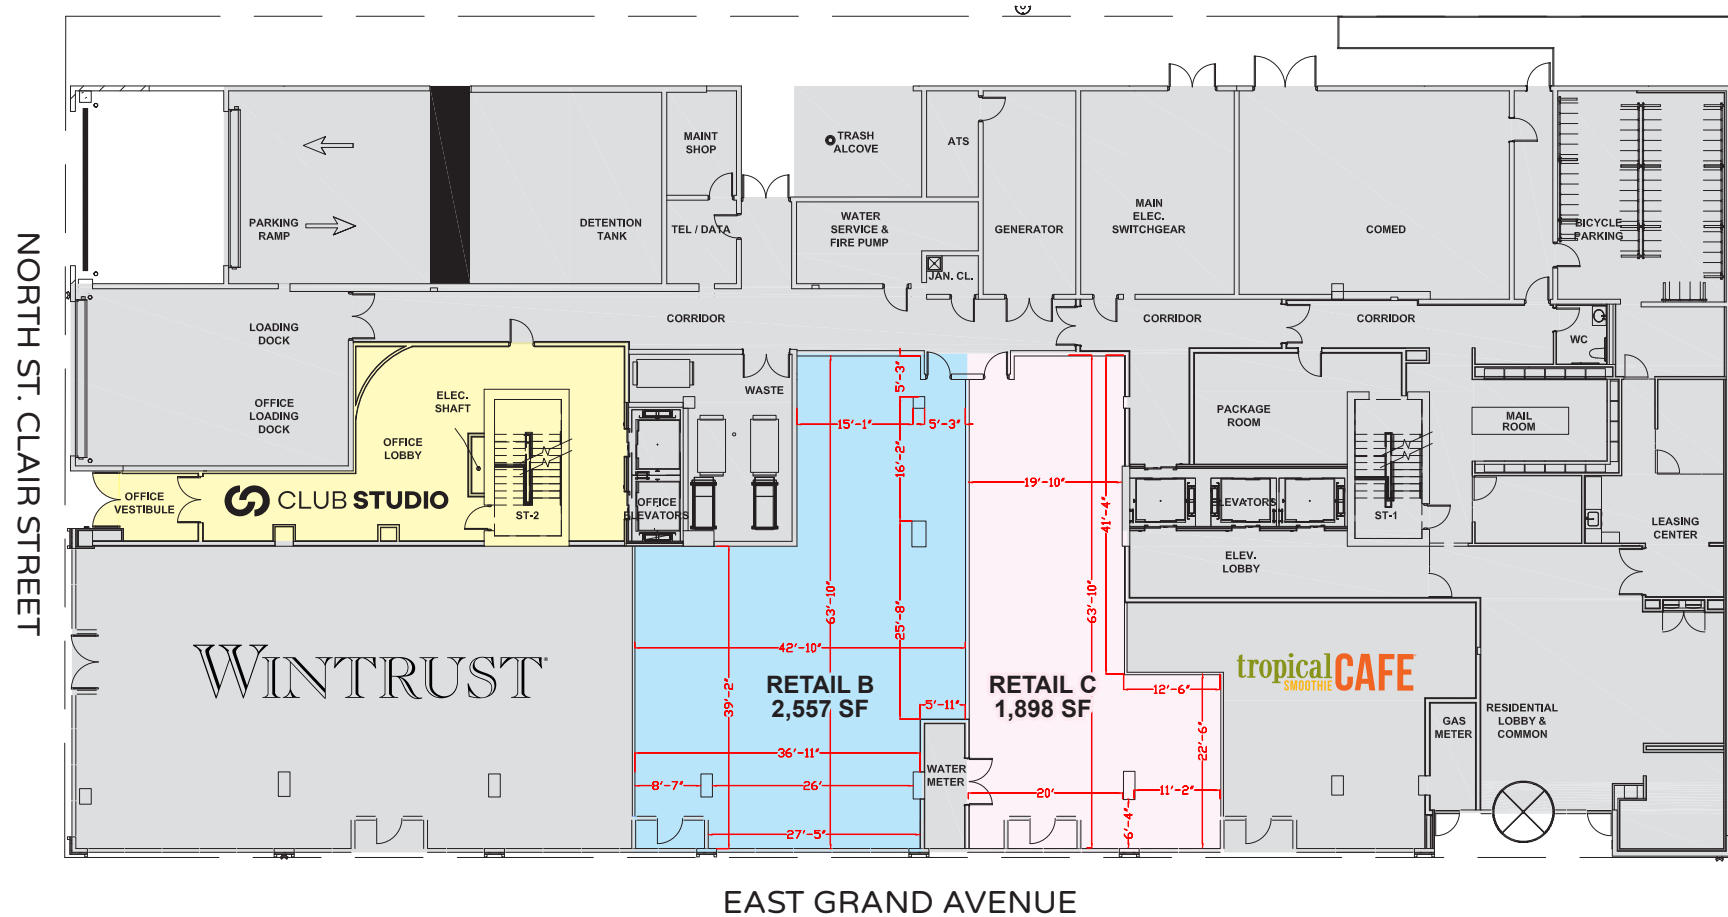 MAINT
SHOP
TRASH
ALCOVE
ATS
PARKING
RAMP
DETENTION
TANK
TEL / DATA
WATER
SERVICE &
FIRE PUMP
GENERATOR
MAIN
ELEC.
SWITCHGEAR
COMED
BICYCLE
PARKING
JAN. CL.
NORTH ST. CLAIR STREET
LOADING
DOCK
CORRIDOR
CORRIDOR
CORRIDOR
WC
OFFICE
LOADING
DOCK
ELEC.
SHAFT
OFFICE
LOBBY
WASTE
5'-3"
15'-1"
5'-3"
16'-2"
PACKAGE
ROOM
MAIL
ROOM
OFFICE
VESTIBULE
CLUB STUDIO
ST-2
OFFICE
ELEVATORS
19'-10"
41'-4"
ELEVATORS
ST-1
LEASING
CENTER
ELEV.
LOBBY
63'-10"
25'-8"
63'-10"
42'-10"
WINTRUST
39'-2"
RETAIL B
2,557 SF
5'-11"
RETAIL C
1,898 SF
12'-6"
22'-6"
tropical
SMOOTHIE
CAFE
GAS
METER
RESIDENTIAL
LOBBY &
COMMON
36'-11"
8'-7"
26'
WATER
METER
20'
11'-2"
6'-4"
27'-5"
EAST GRAND AVENUE